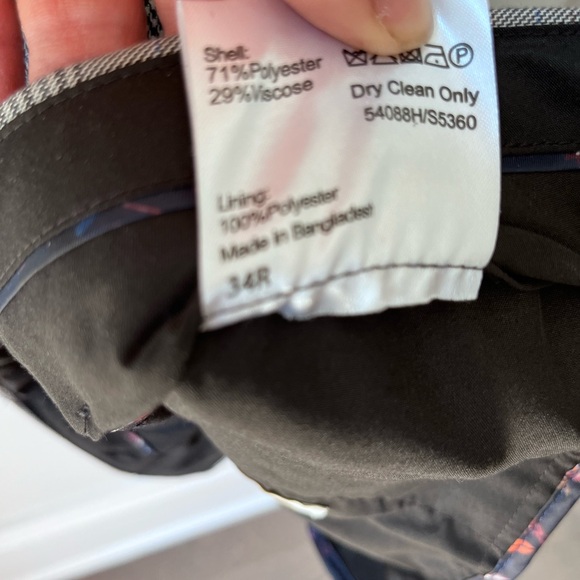 Shell:
71%Polyester
29%Viscose
P
Dry Clean Only
54088H/S5360
Lining:
100%Polyester
Made in Bangladesh
34R